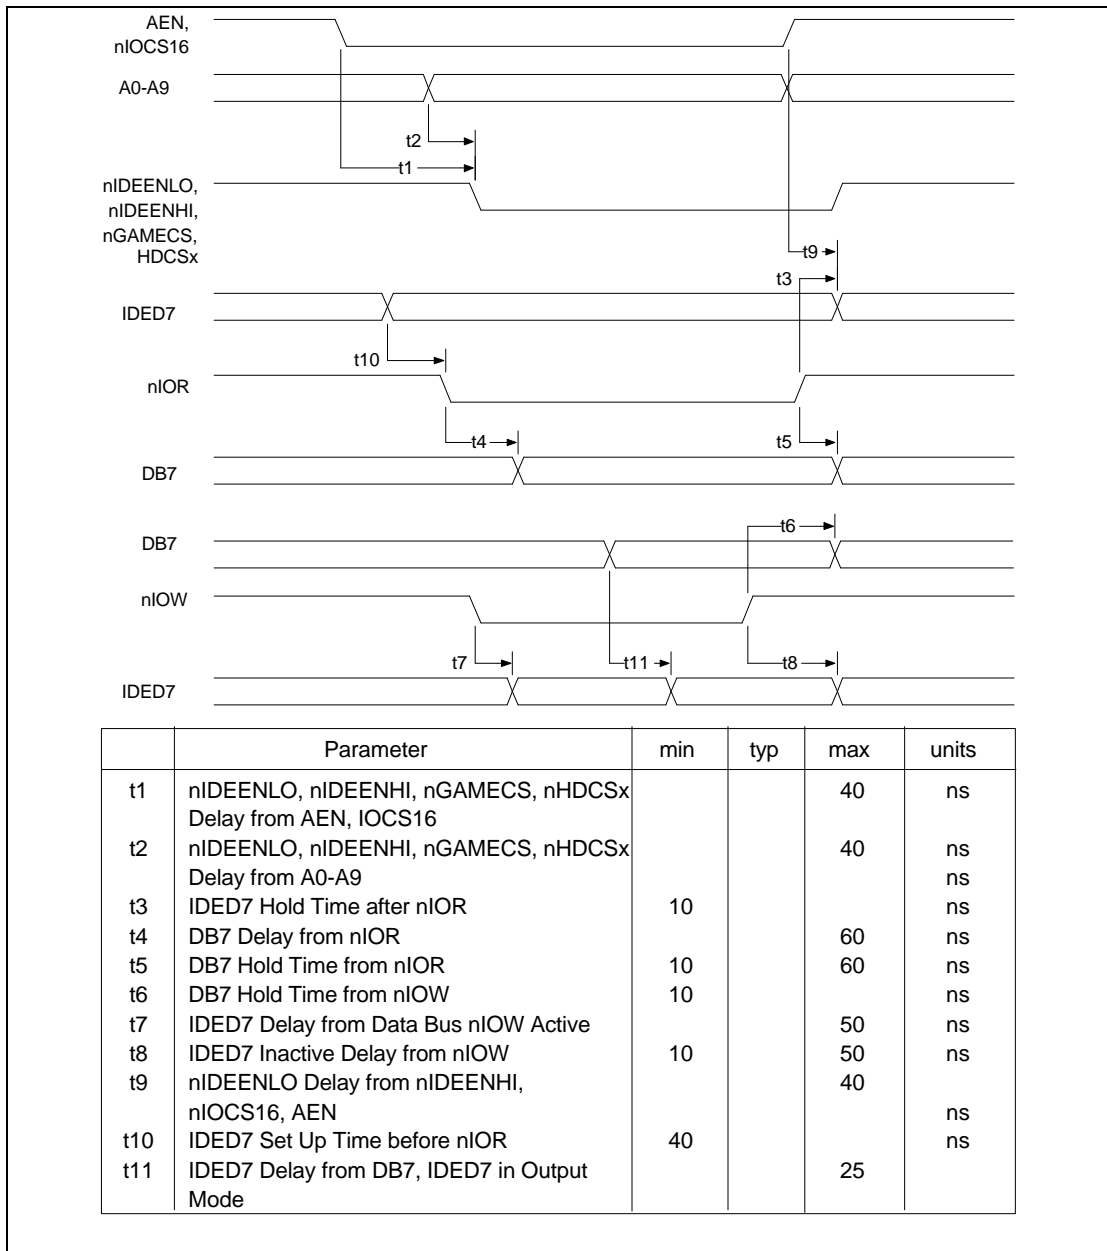 AEN,
nIOCS16
A0-A9
t2
t1
nIDEENLO,
nIDEENHI,
nGAMECS,
HDCSx
t9
t3
IDED7
t10
nIOR
t4
t5
DB7
t6
DB7
nIOW
t7
t11
t8
IDED7
Parameter min typ max units
t1 nIDEENLO, nIDEENHI, nGAMECS, nHDCSx 40 ns
Delay from AEN, IOCS16
t2 nIDEENLO, nIDEENHI, nGAMECS, nHDCSx 40 ns
Delay from A0-A9 ns
t3 IDED7 Hold Time after nIOR 10 ns
t4 DB7 Delay from nIOR 60 ns
t5 DB7 Hold Time from nIOR 10 60 ns
t6 DB7 Hold Time from nIOW 10 ns
t7 IDED7 Delay from Data Bus nIOW Active 50 ns
t8 IDED7 Inactive Delay from nIOW 10 50 ns
t9 nIDEENLO Delay from nIDEENHI, 40
nIOCS16, AEN ns
t10 IDED7 Set Up Time before nIOR 40 ns
t11 IDED7 Delay from DB7, IDED7 in Output 25
Mode